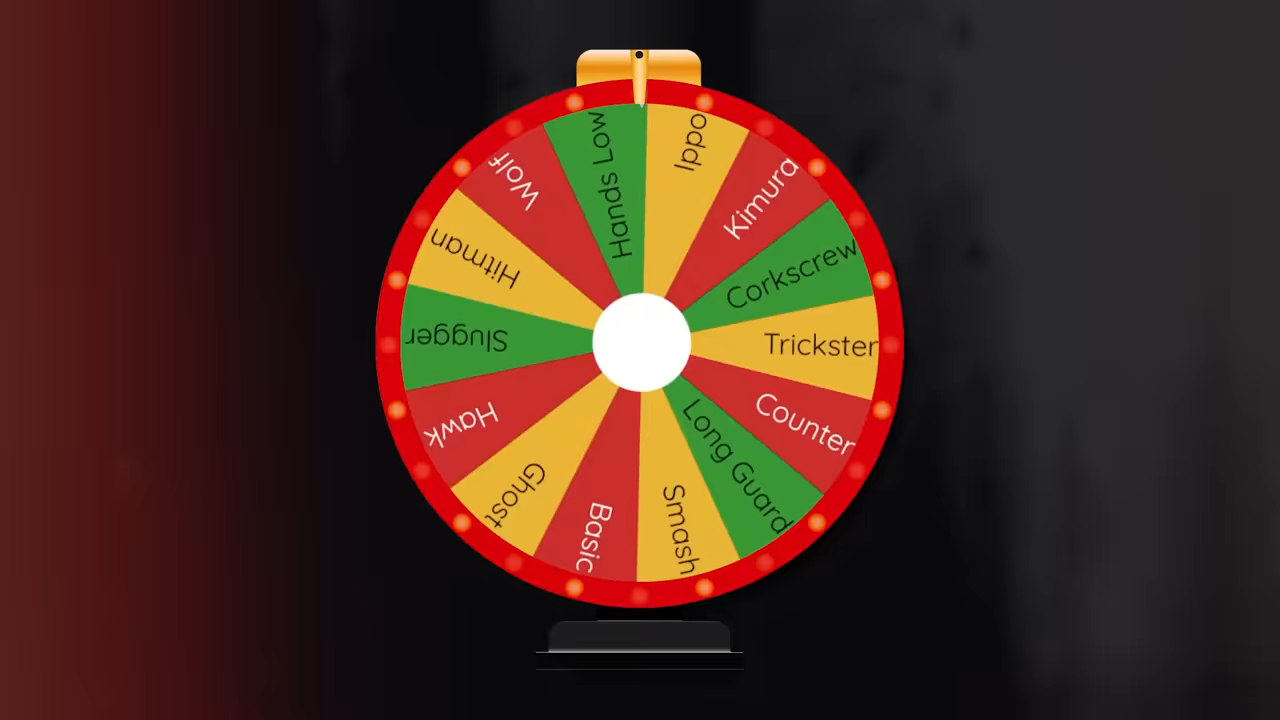 Ippo
Kimura
Corkscrew
Trickster
Counter
Long Guard
Smash
Basic
Ghost
Hawk
Slugger
Hitman
Wolf
Hands Low